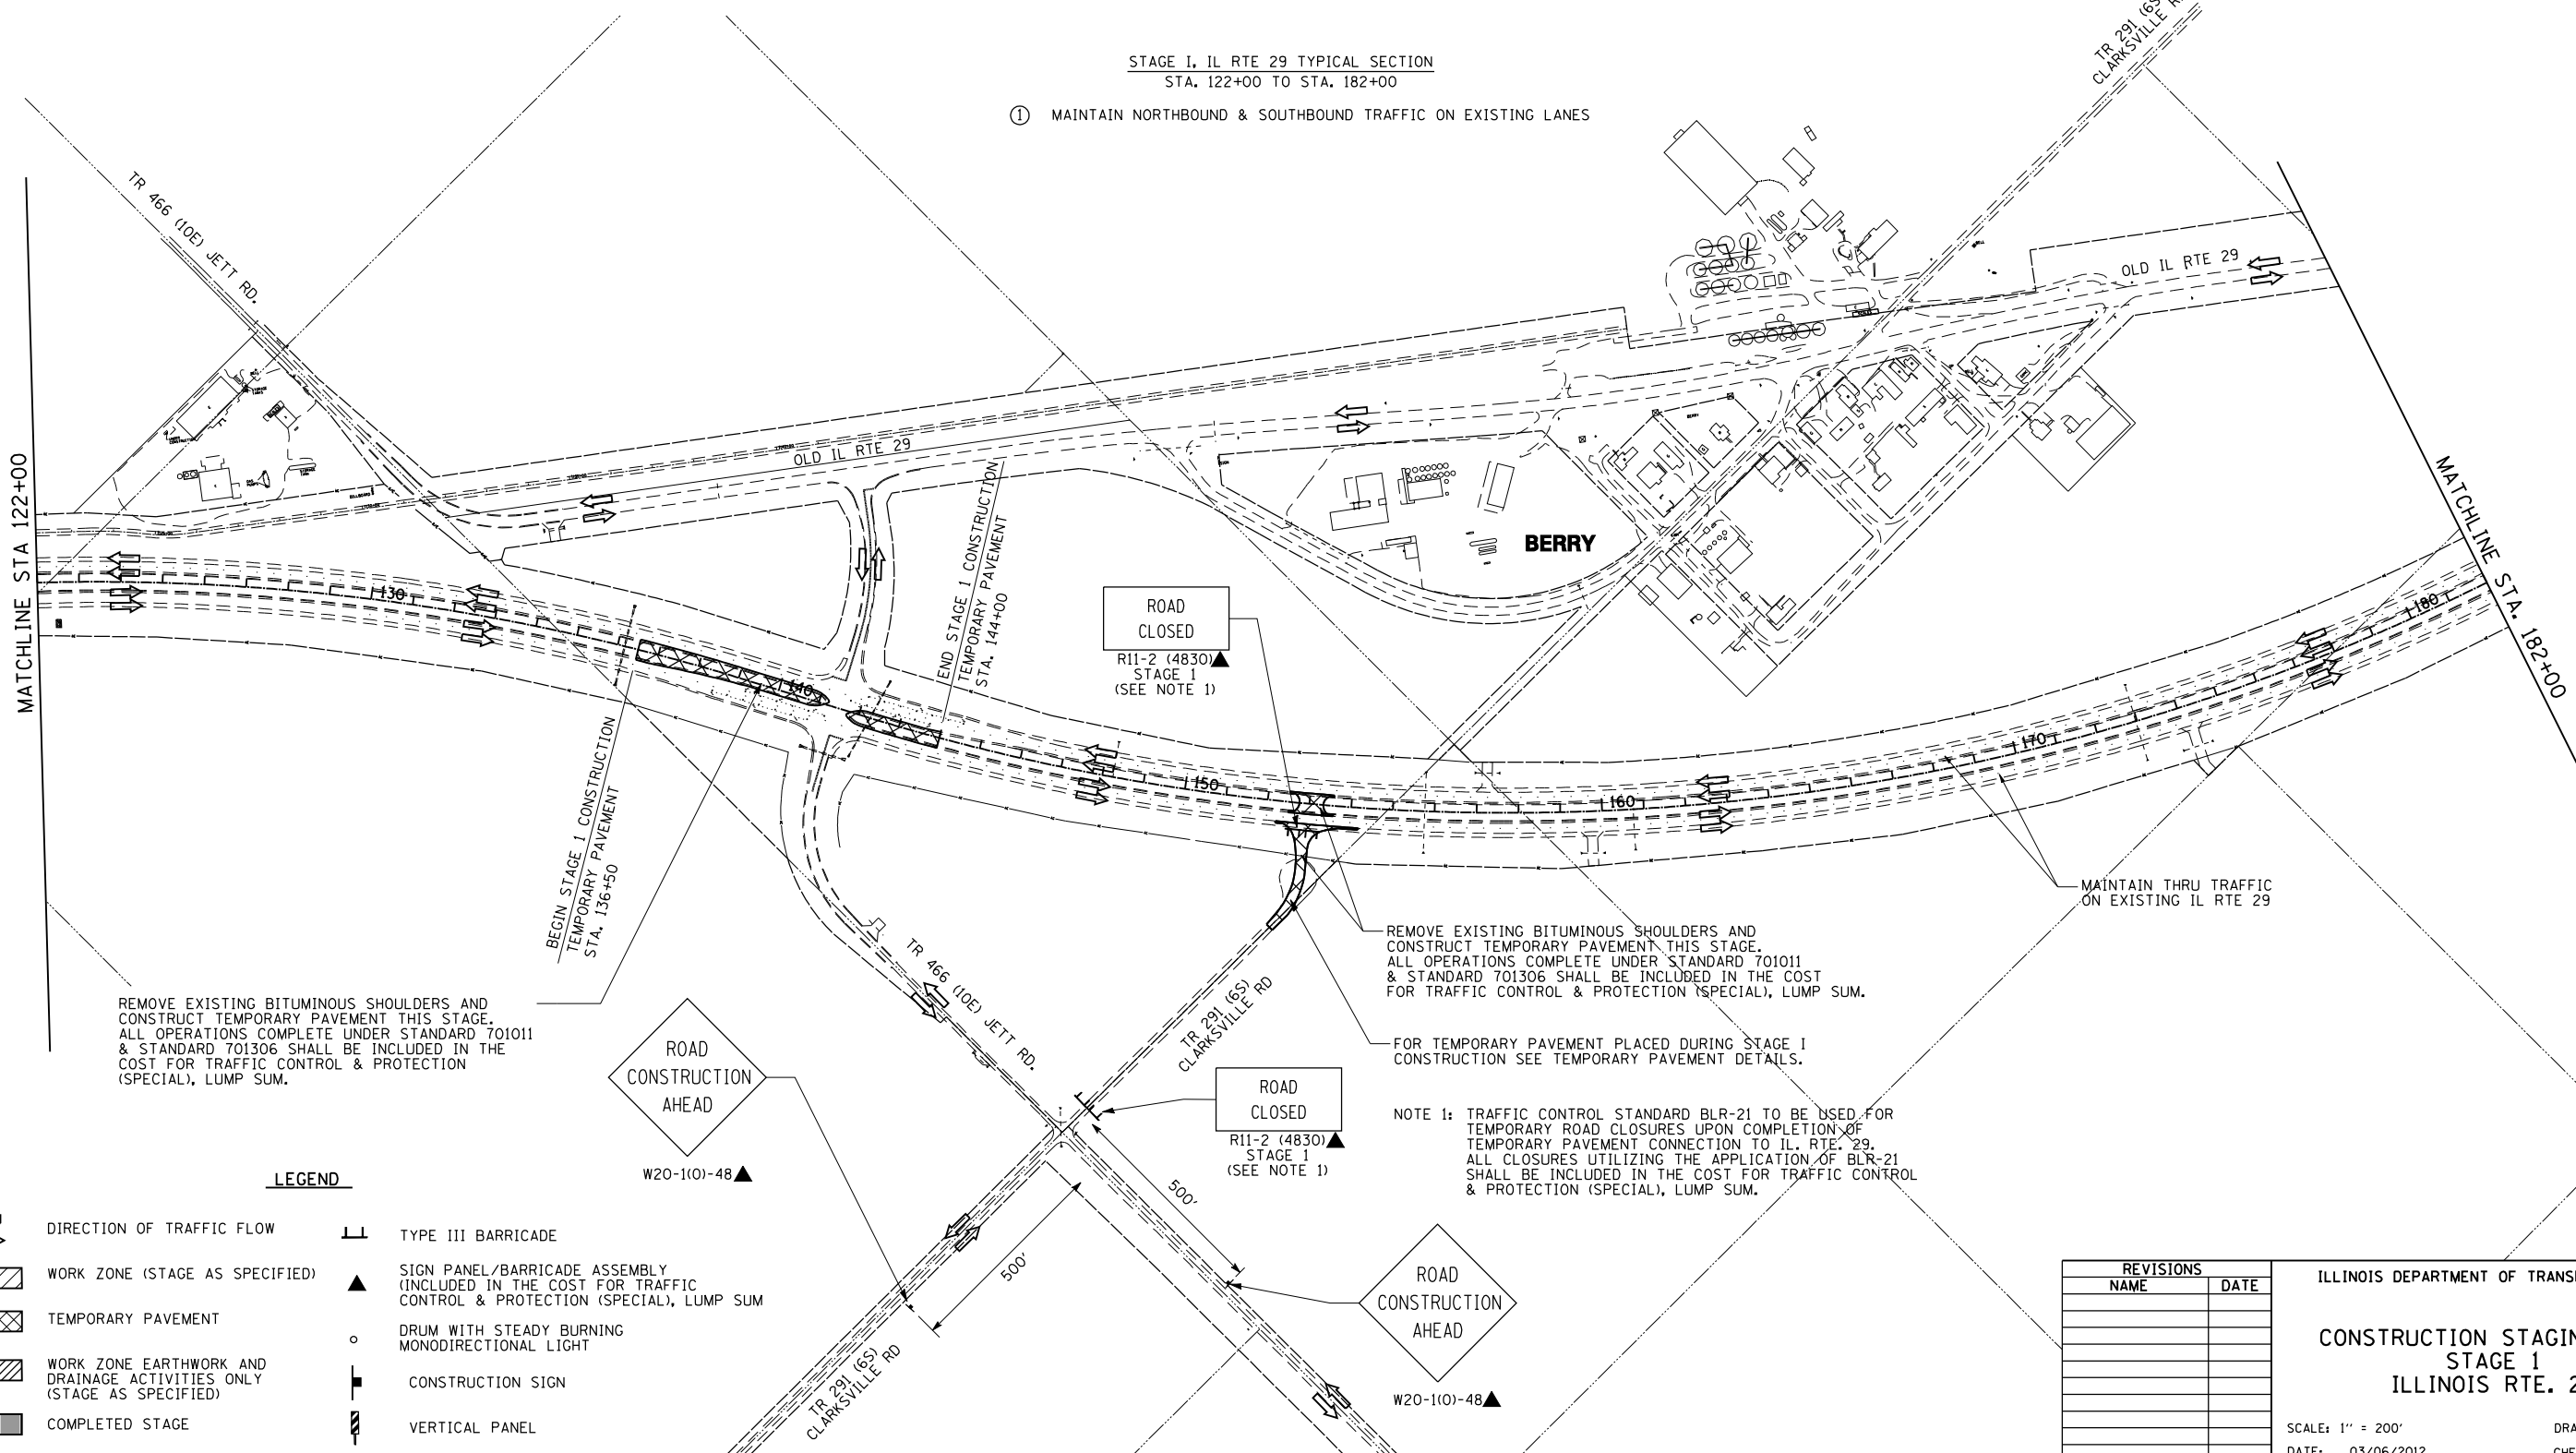 STAGE I, IL RTE 29 TYPICAL SECTION
STA. 122+00 TO STA. 182+00
1 MAINTAIN NORTHBOUND & SOUTHBOUND TRAFFIC ON EXISTING LANES
TR 291 (6S)
CLARKSVILLE
TR 466 (10E) JETT RD.
OLD IL RTE 29
OLD IL RTE 29
MATCHLINE STA 122+00
MATCHLINE STA. 182+00
BERRY
130
140
150
160
170
180
END STAGE 1 CONSTRUCTION
TEMPORARY PAVEMENT
STA. 144+00
ROAD
CLOSED
R11-2 (4830)
STAGE 1
(SEE NOTE 1)
BEGIN STAGE 1 CONSTRUCTION
TEMPORARY PAVEMENT
STA. 136+50
MAINTAIN THRU TRAFFIC
ON EXISTING IL RTE 29
REMOVE EXISTING BITUMINOUS SHOULDERS AND
CONSTRUCT TEMPORARY PAVEMENT THIS STAGE.
ALL OPERATIONS COMPLETE UNDER STANDARD 701011
& STANDARD 701306 SHALL BE INCLUDED IN THE COST
FOR TRAFFIC CONTROL & PROTECTION (SPECIAL), LUMP SUM.
REMOVE EXISTING BITUMINOUS SHOULDERS AND
CONSTRUCT TEMPORARY PAVEMENT THIS STAGE.
ALL OPERATIONS COMPLETE UNDER STANDARD 701011
& STANDARD 701306 SHALL BE INCLUDED IN THE
COST FOR TRAFFIC CONTROL & PROTECTION
(SPECIAL), LUMP SUM.
TR 466 (10E) JETT RD.
TR 291 (6S)
CLARKSVILLE RD
FOR TEMPORARY PAVEMENT PLACED DURING STAGE I
CONSTRUCTION SEE TEMPORARY PAVEMENT DETAILS.
ROAD
CONSTRUCTION
AHEAD
W20-1(O)-48
ROAD
CLOSED
R11-2 (4830)
STAGE 1
(SEE NOTE 1)
NOTE 1: TRAFFIC CONTROL STANDARD BLR-21 TO BE USED FOR
TEMPORARY ROAD CLOSURES UPON COMPLETION OF
TEMPORARY PAVEMENT CONNECTION TO IL. RTE. 29.
ALL CLOSURES UTILIZING THE APPLICATION OF BLR-21
SHALL BE INCLUDED IN THE COST FOR TRAFFIC CONTROL
& PROTECTION (SPECIAL), LUMP SUM.
500'
500'
ROAD
CONSTRUCTION
AHEAD
W20-1(O)-48
TR 291 (6S)
CLARKSVILLE RD
LEGEND
DIRECTION OF TRAFFIC FLOW
WORK ZONE (STAGE AS SPECIFIED)
TEMPORARY PAVEMENT
WORK ZONE EARTHWORK AND
DRAINAGE ACTIVITIES ONLY
(STAGE AS SPECIFIED)
COMPLETED STAGE
TYPE III BARRICADE
SIGN PANEL/BARRICADE ASSEMBLY
(INCLUDED IN THE COST FOR TRAFFIC
CONTROL & PROTECTION (SPECIAL), LUMP SUM
DRUM WITH STEADY BURNING
MONODIRECTIONAL LIGHT
CONSTRUCTION SIGN
VERTICAL PANEL
REVISIONS
NAME DATE
ILLINOIS DEPARTMENT OF
CONSTRUCTION
STAGE 1
ILLINOIS RTE.
SCALE: 1'' = 200'
DATE: 03/06/2012